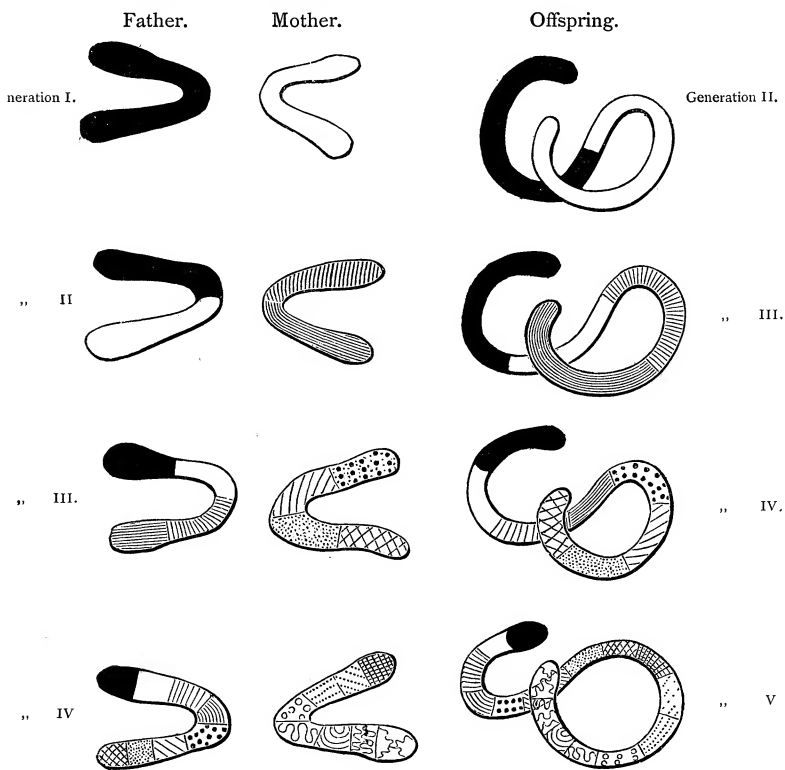 Father. Mother. Offspring.
neration I. Generation II.
„ II „ III.
„ III. „ IV.
„ IV „ V